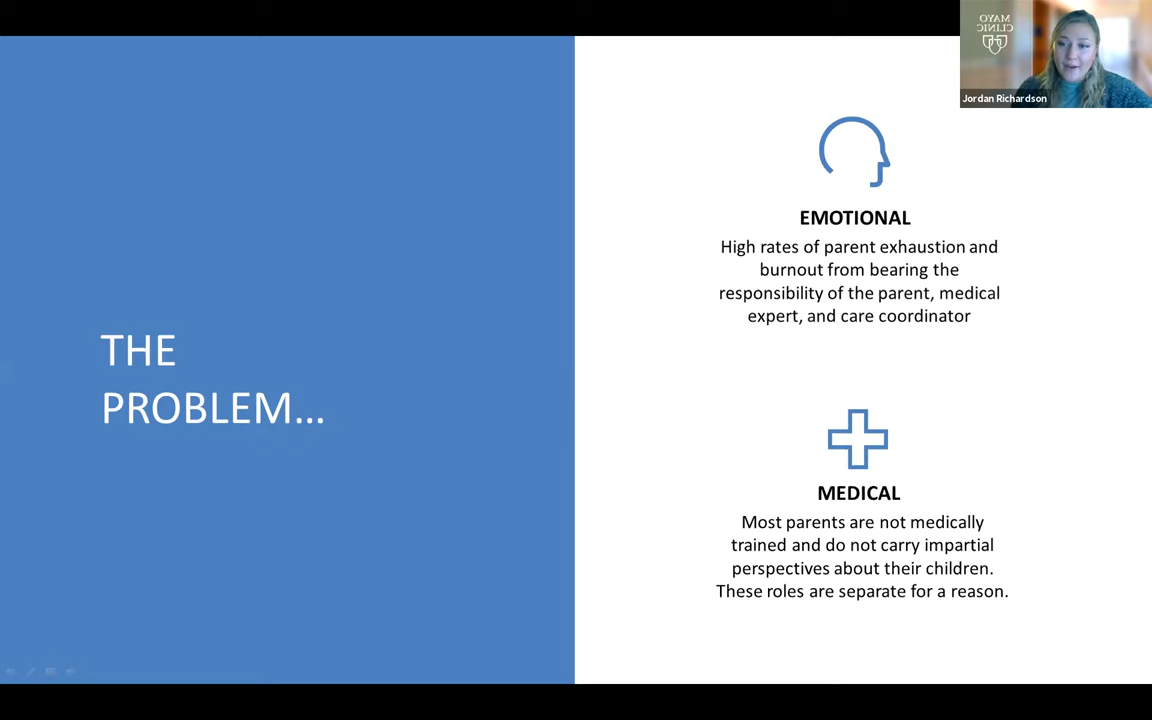 MAYO
CLINIC
Jordan Richardson
THE
PROBLEM...
EMOTIONAL
High rates of parent exhaustion and
burnout from bearing the
responsibility of the parent, medical
expert, and care coordinator
MEDICAL
Most parents are not medically
trained and do not carry impartial
perspectives about their children.
These roles are separate for a reason.